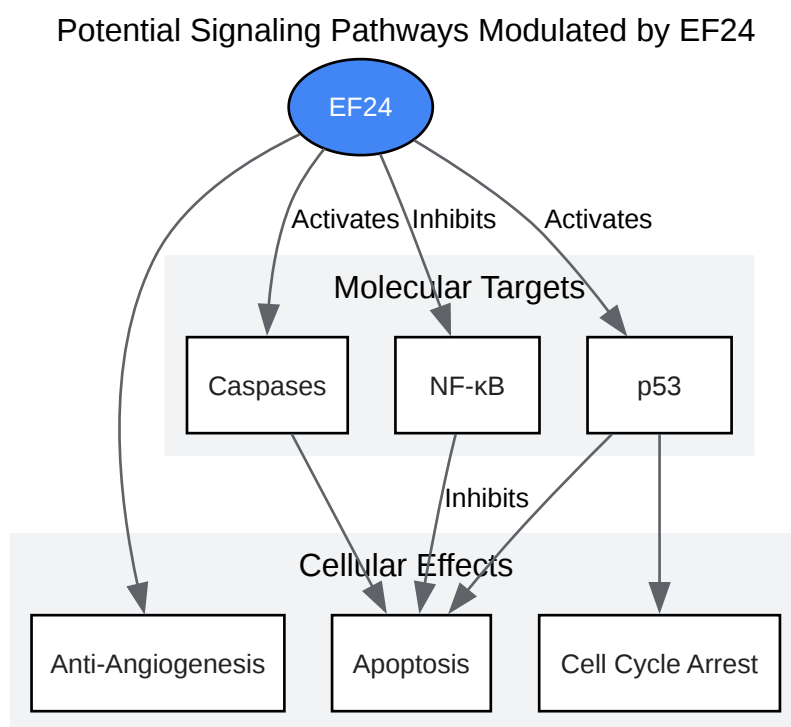 Potential Signaling Pathways Modulated by EF24
EF24
Activates
Inhibits
Activates
Molecular Targets
Caspases
NF-κB
p53
Inhibits
Cellular Effects
Anti-Angiogenesis
Apoptosis
Cell Cycle Arrest